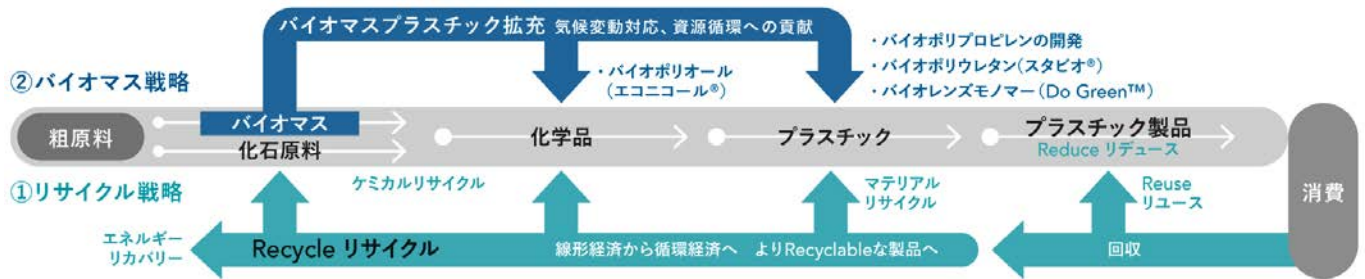 バイオマスプラスチック拡充 気候変動対応、資源循環への貢献
・バイオポリプロピレンの開発
・バイオポリウレタン(スタビオ®)
・バイオレンズモノマー(Do Green™)
・バイオポリオール
(エコニコール®)
②バイオマス戦略
粗原料
バイオマス
化石原料
化学品
プラスチック
プラスチック製品
Reduce リデュース
消費
①リサイクル戦略
ケミカルリサイクル
マテリアル
リサイクル
Reuse
リユース
エネルギー
リカバリー
Recycle リサイクル
線形経済から循環経済へ よりRecyclableな製品へ
回収